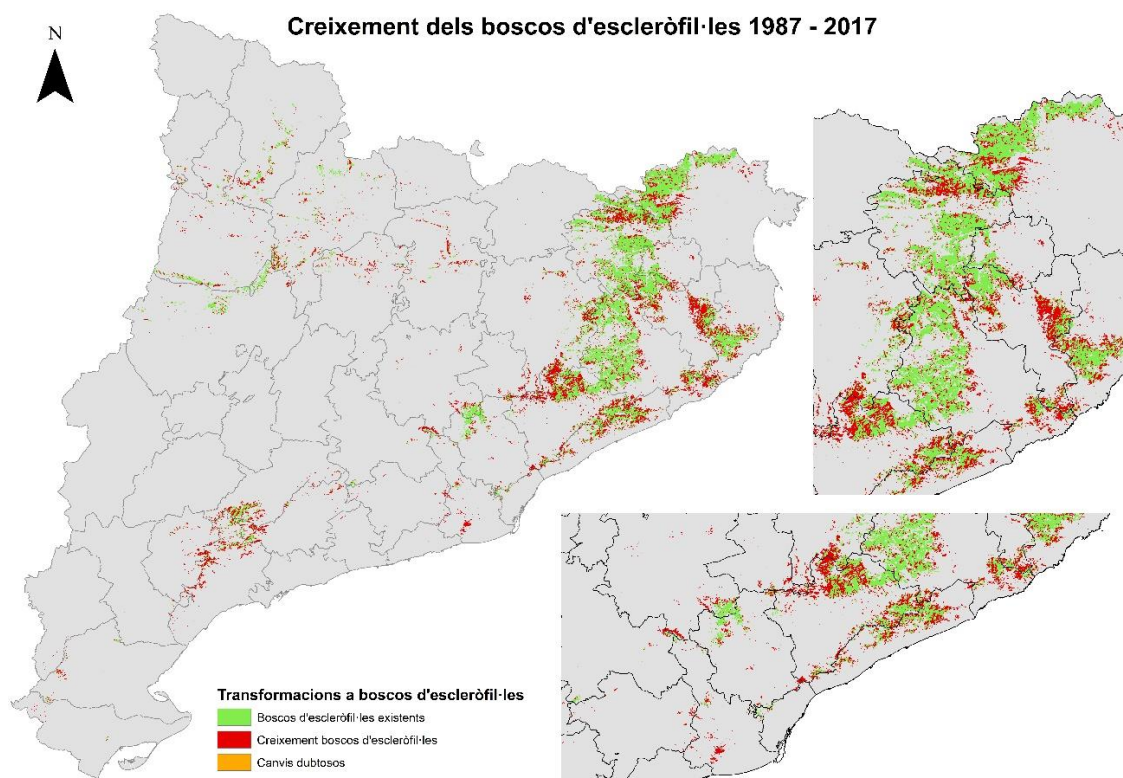 Creixement dels boscos d'escleròfil·les 1987 - 2017
N
Transformacions a boscos d'escleròfil·les
Boscos d'escleròfil·les existents
Creixement boscos d'escleròfil·les
Canvis dubtosos